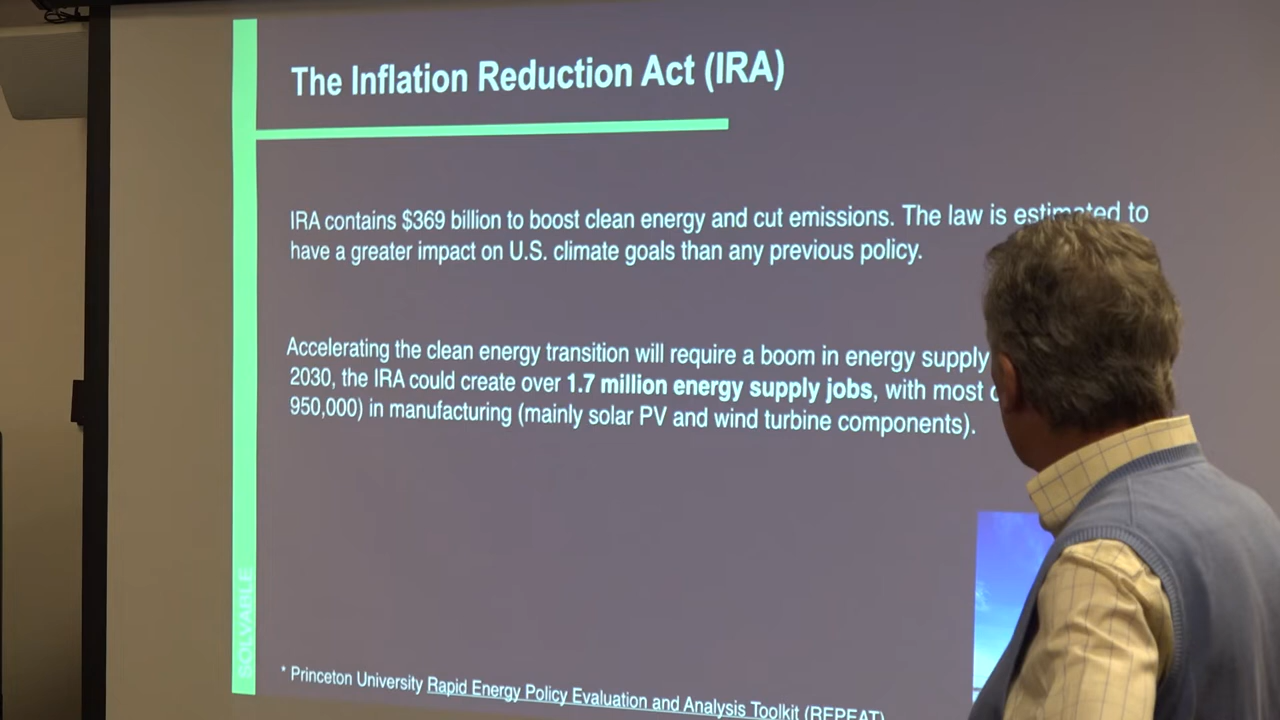 The Inflation Reduction Act (IRA)
IRA contains $369 billion to boost clean energy and cut emissions. The law is estimated to
have a greater impact on U.S. climate goals than any previous policy.
Accelerating the clean energy transition will require a boom in energy supply
2030, the IRA could create over 1.7 million energy supply jobs, with most
950,000) in manufacturing (mainly solar PV and wind turbine components).
SOLVABLE
* Princeton University Rapid Energy Policy Evaluation and Analysis Toolkit (REPEAT)